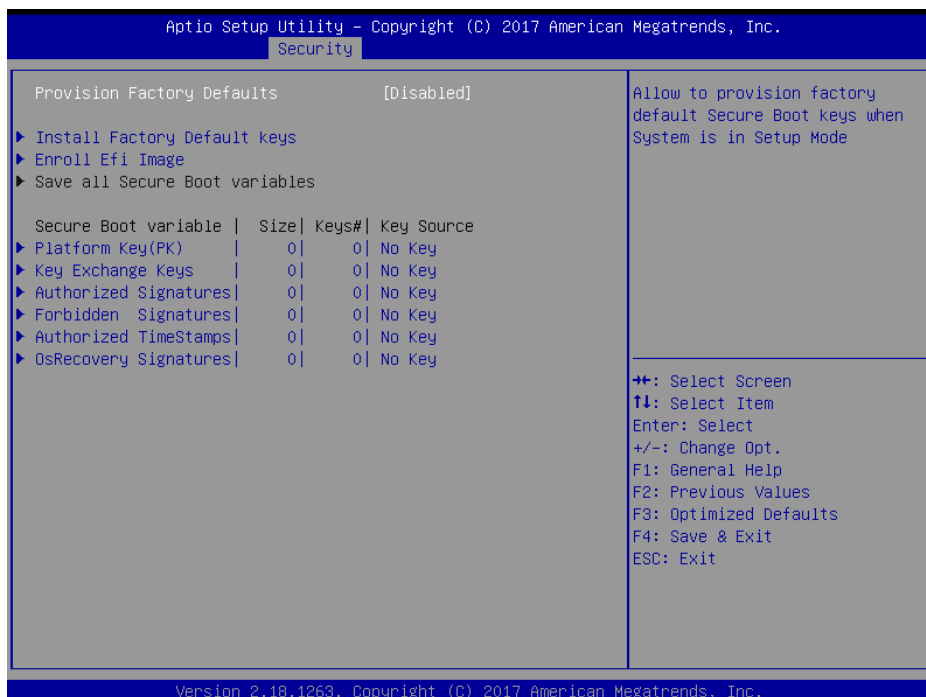 Aptio Setup Utility – Copyright (C) 2017 American Megatrends, Inc.
Security
Provision Factory Defaults [Disabled]
▶ Install Factory Default keys
▶ Enroll Efi Image
▶ Save all Secure Boot variables
Secure Boot variable | Size| Keys#| Key Source
▶ Platform Key(PK) | 0| 0| No Key
▶ Key Exchange Keys | 0| 0| No Key
▶ Authorized Signatures| 0| 0| No Key
▶ Forbidden Signatures| 0| 0| No Key
▶ Authorized TimeStamps| 0| 0| No Key
▶ OsRecovery Signatures| 0| 0| No Key
Allow to provision factory
default Secure Boot keys when
System is in Setup Mode
→←: Select Screen
↑↓: Select Item
Enter: Select
+/-: Change Opt.
F1: General Help
F2: Previous Values
F3: Optimized Defaults
F4: Save & Exit
ESC: Exit
Version 2.18.1263. Copyright (C) 2017 American Megatrends, Inc.